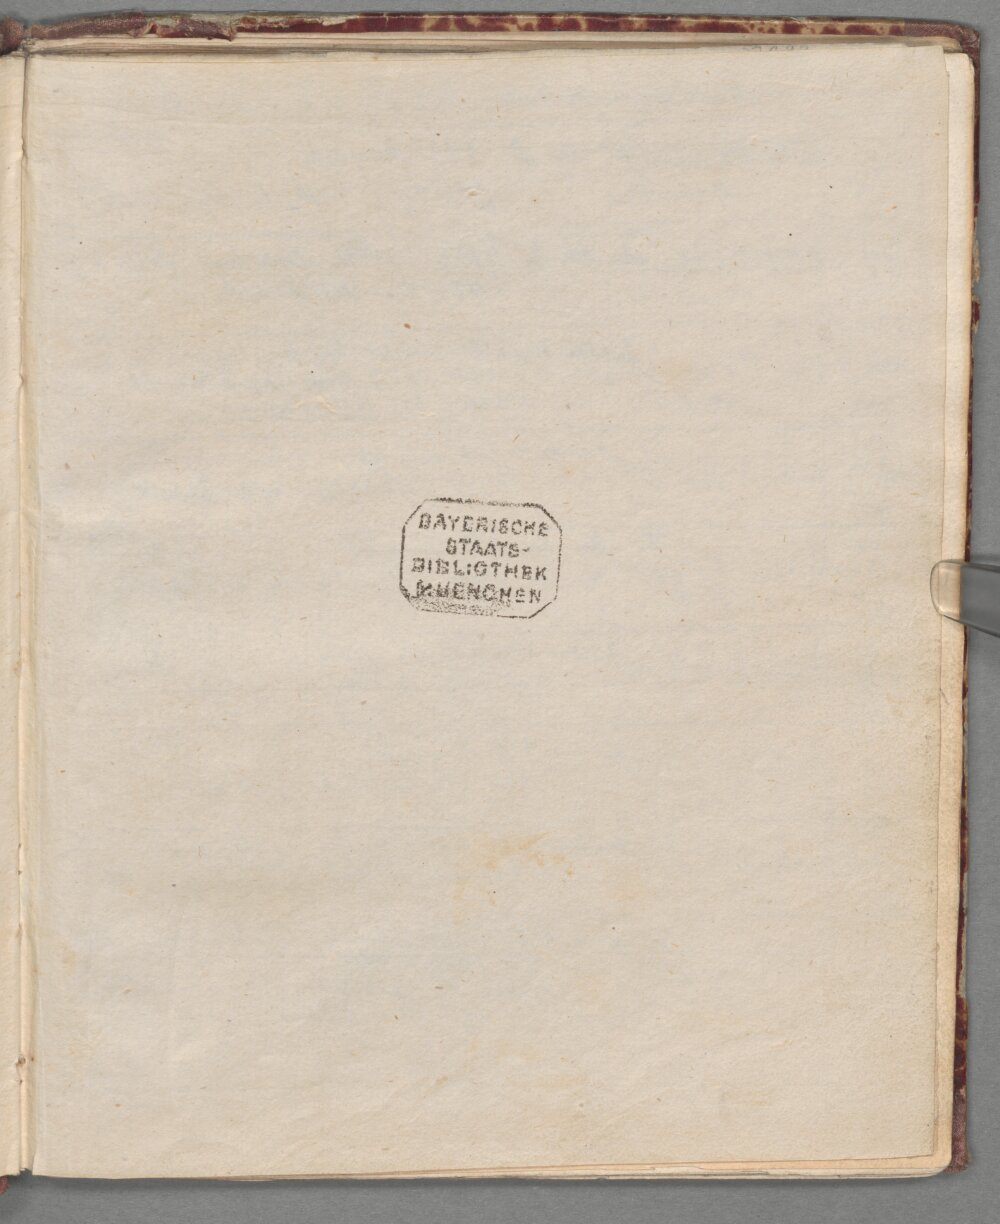 BAYERISCHE
STAATS-
BIBLIOTHEK
MUENCHEN